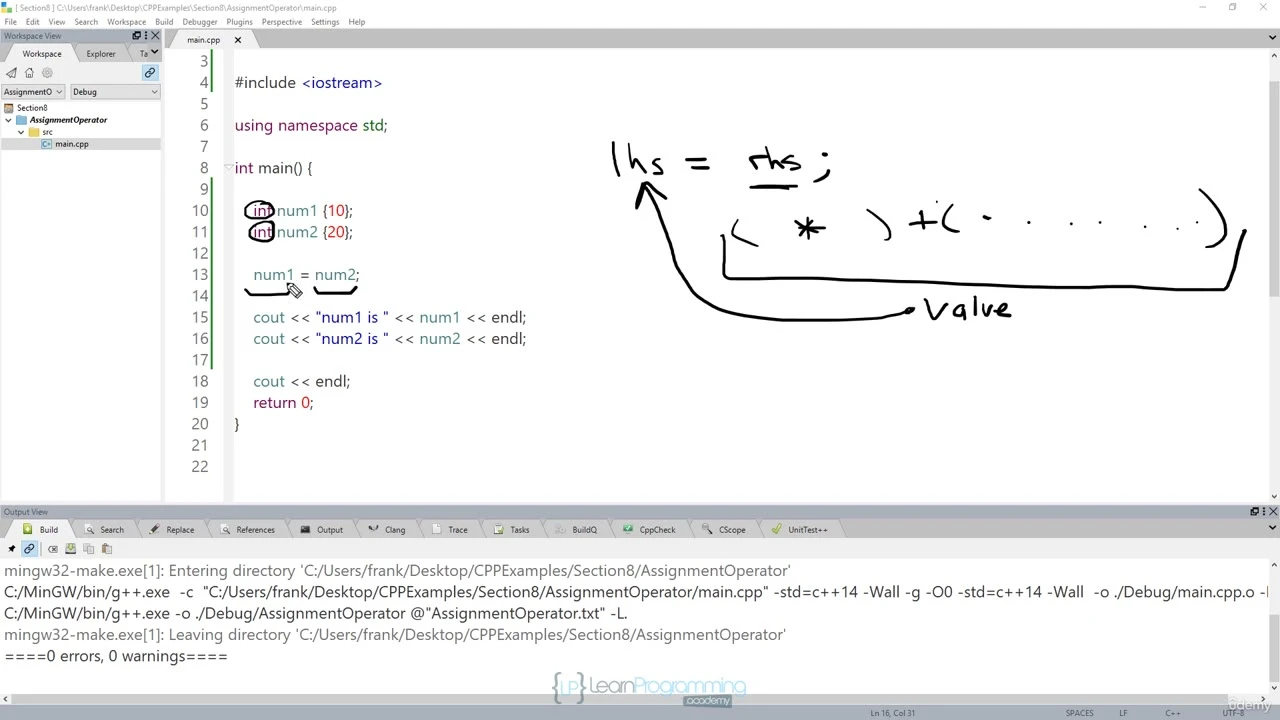 [ Section8 ] C:\Users\frank\Desktop\CPPExamples\Section8\AssignmentOperator\main.cpp
File Edit View Search Workspace Build Debugger Plugins Perspective Settings Help
Workspace View
Workspace Explorer Ta
AssignmentO Debug
Section8
AssignmentOperator
src
main.cpp
main.cpp
3
4 #include <iostream>
5
6 using namespace std;
7
8 int main() {
9
10 int num1 {10};
11 int num2 {20};
12
13 num1 = num2;
14
15 cout << "num1 is " << num1 << endl;
16 cout << "num2 is " << num2 << endl;
17
18 cout << endl;
19 return 0;
20 }
21
22
lhs = rhs ;
( * ) + ( . . . . . . )
Value
Output View
Build Search Replace References Output Clang Trace Tasks BuildQ CppCheck CScope UnitTest++
mingw32-make.exe[1]: Entering directory 'C:/Users/frank/Desktop/CPPExamples/Section8/AssignmentOperator'
C:/MinGW/bin/g++.exe -c "C:/Users/frank/Desktop/CPPExamples/Section8/AssignmentOperator/main.cpp" -std=c++14 -Wall -g -O0 -std=c++14 -Wall -o ./Debug/main.cpp.o -I
C:/MinGW/bin/g++.exe -o ./Debug/AssignmentOperator @"AssignmentOperator.txt" -L.
mingw32-make.exe[1]: Leaving directory 'C:/Users/frank/Desktop/CPPExamples/Section8/AssignmentOperator'
====0 errors, 0 warnings====
{LP} LearnProgramming
academy
Ln 16, Col 31 SPACES LF C++ UTF-8
ûdemy